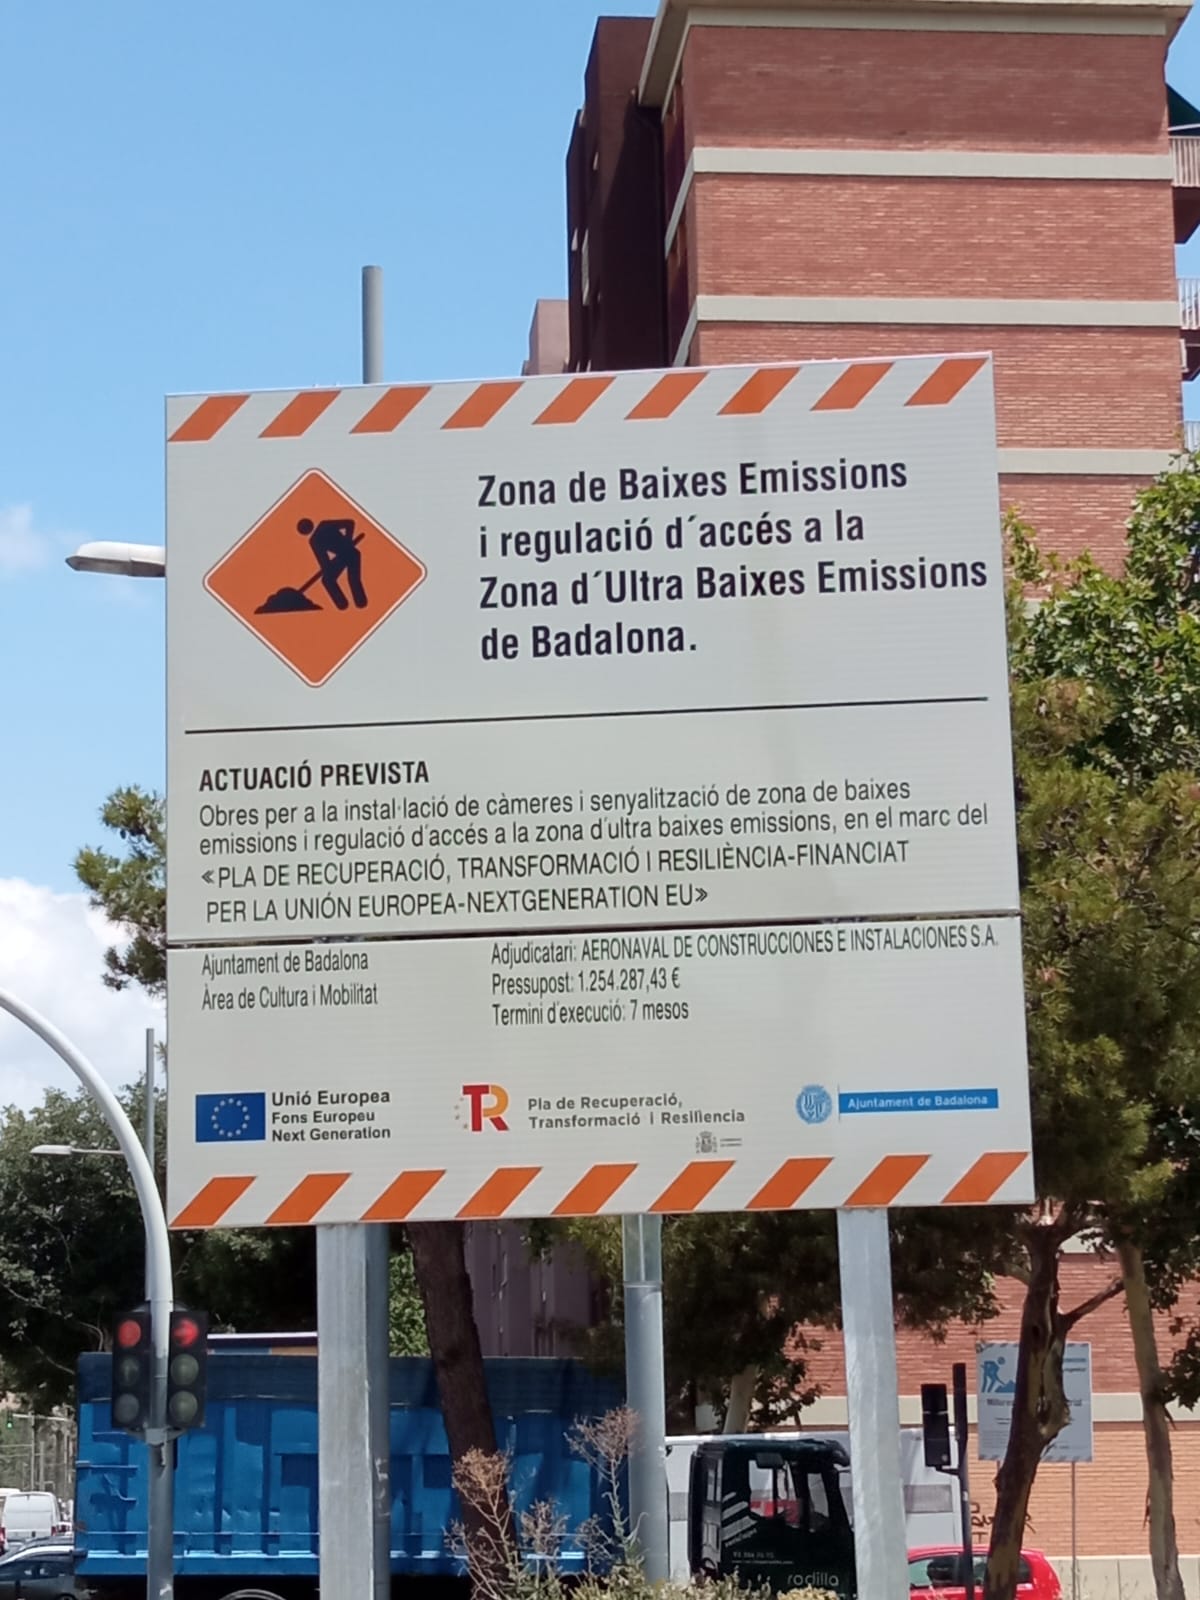 Zona de Baixes Emissions
i regulació d´accés a la
Zona d´Ultra Baixes Emissions
de Badalona.
ACTUACIÓ PREVISTA
Obres per a la instal·lació de càmeres i senyalització de zona de baixes
emissions i regulació d'accés a la zona d'ultra baixes emissions, en el marc del
«PLA DE RECUPERACIÓ, TRANSFORMACIÓ I RESILIÈNCIA-FINANCIAT
PER LA UNIÓN EUROPEA-NEXTGENERATION EU»
Ajuntament de Badalona
Àrea de Cultura i Mobilitat
Adjudicatari: AERONAVAL DE CONSTRUCCIONES E INSTALACIONES S.A.
Pressupost: 1.254.287,43 €
Termini d'execució: 7 mesos
Unió Europea
Fons Europeu
Next Generation
TR
Pla de Recuperació,
Transformació i Resiliència
Ajuntament de Badalona
rodilla